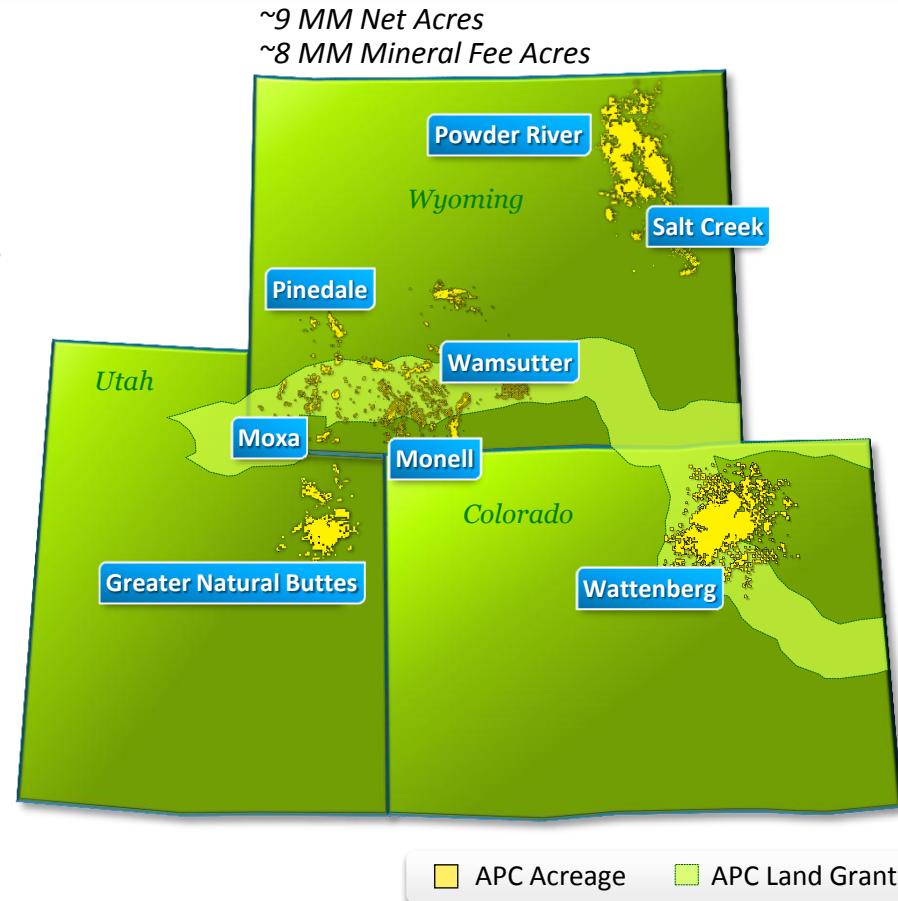 ~9 MM Net Acres
~8 MM Mineral Fee Acres
Powder River
Wyoming
Salt Creek
Pinedale
Wamsutter
Utah
Moxa
Monell
Colorado
Greater Natural Buttes
Wattenberg
APC Acreage
APC Land Grant